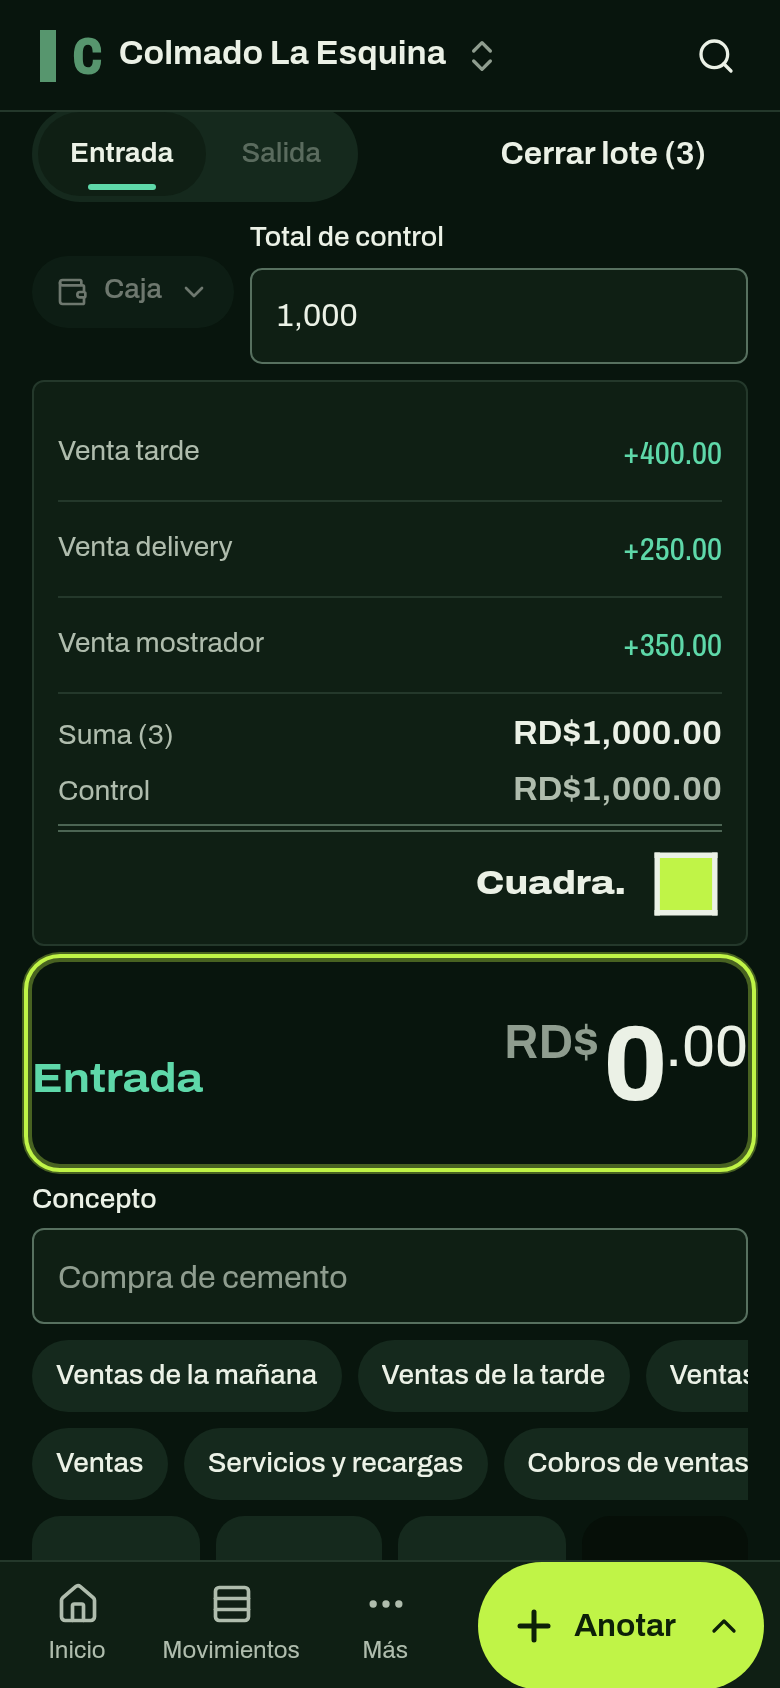 C Colmado La Esquina
Entrada Salida Cerrar lote (3)
Total de control
Caja
1,000
Venta tarde +400.00
Venta delivery +250.00
Venta mostrador +350.00
Suma (3) RD$1,000.00
Control RD$1,000.00
Cuadra.
Entrada RD$0.00
Concepto
Compra de cemento
Ventas de la mañana Ventas de la tarde Ventas
Ventas Servicios y recargas Cobros de ventas
Inicio Movimientos Más Anotar